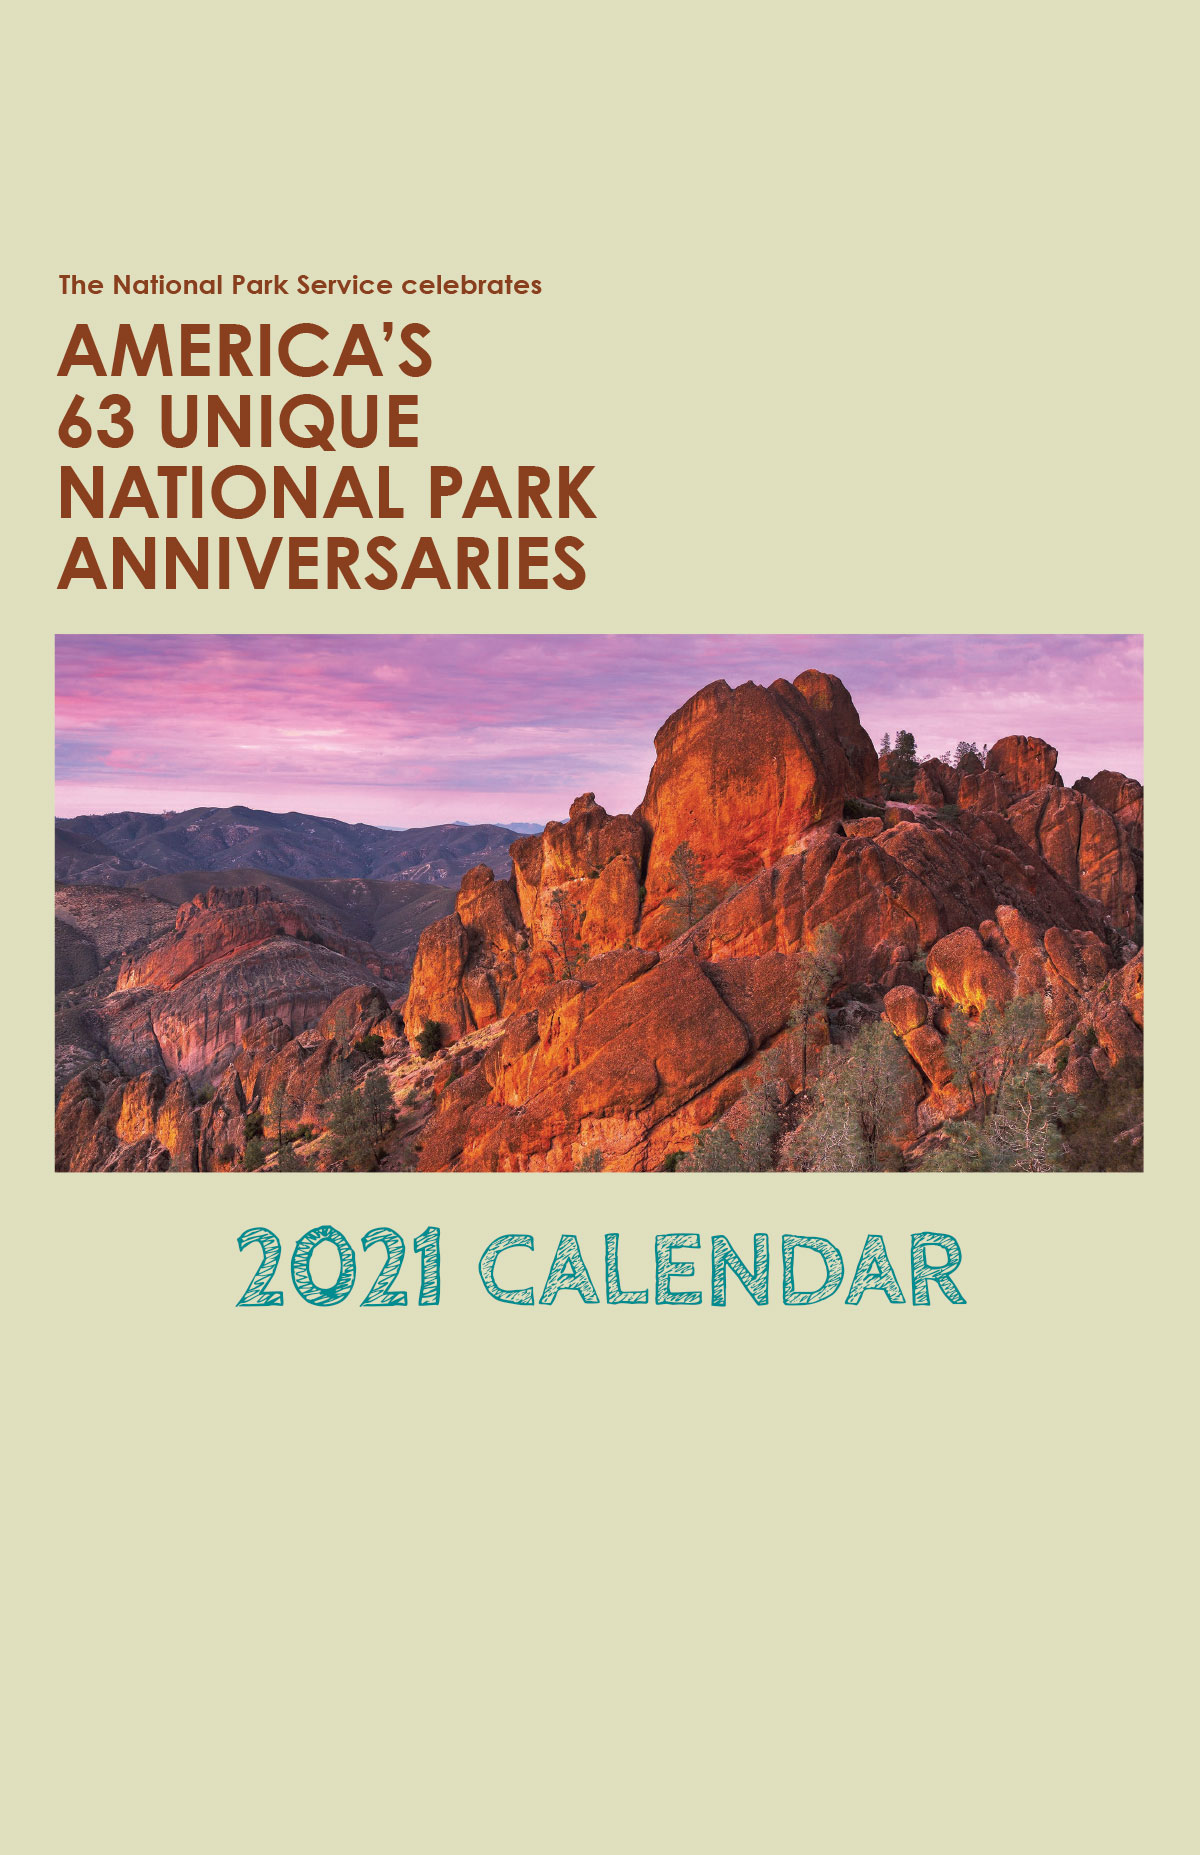 The National Park Service celebrates
AMERICA’S
63 UNIQUE
NATIONAL PARK
ANNIVERSARIES
2021 CALENDAR